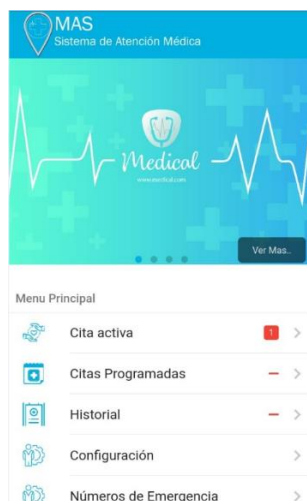 MAS
Sistema de Atención Médica
Medical
www.medical.com
Ver Mas..
Menu Principal
Cita activa 1
Citas Programadas
Historial
Configuración
Números de Emergencia